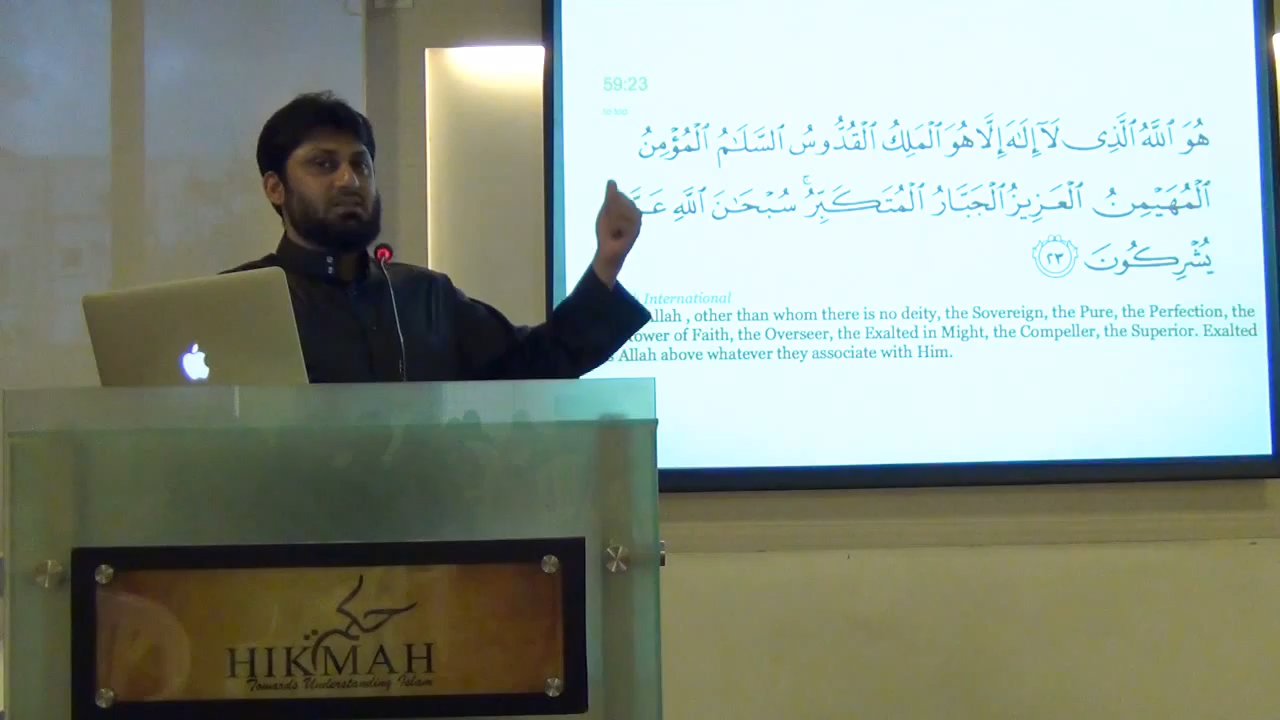 59:23
هُوَ ٱللَّهُ ٱلَّذِى لَآ إِلَـٰهَ إِلَّا هُوَ ٱلْمَلِكُ ٱلْقُدُّوسُ ٱلسَّلَـٰمُ ٱلْمُؤْمِنُ
ٱلْمُهَيْمِنُ ٱلْعَزِيزُ ٱلْجَبَّارُ ٱلْمُتَكَبِّرُ ۚ سُبْحَـٰنَ ٱللَّهِ
يُشْرِكُونَ ٢٣
International
Allah , other than whom there is no deity, the Sovereign, the Pure, the Perfection, the
of Faith, the Overseer, the Exalted in Might, the Compeller, the Superior. Exalted
Allah above whatever they associate with Him.
حكمة
HIKMAH
Towards Understanding Islam